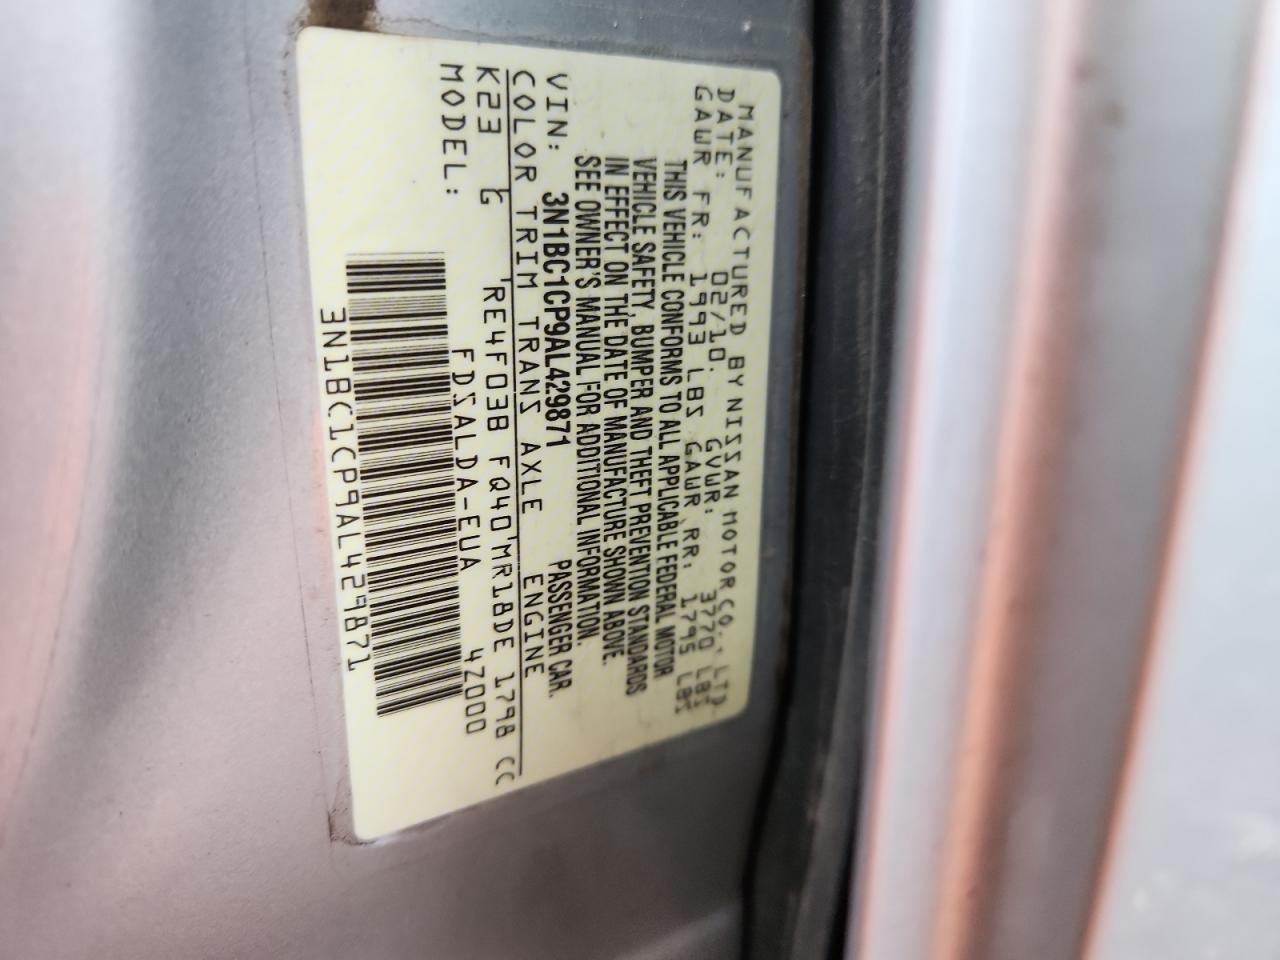 MANUFACTURED BY NISSAN MOTOR CO., LTD.
DATE: 02/10. GVWR: 3770 LBS
GAWR FR: 1993 LBS GAWR RR: 1795 LBS
THIS VEHICLE CONFORMS TO ALL APPLICABLE FEDERAL MOTOR
VEHICLE SAFETY, BUMPER AND THEFT PREVENTION STANDARDS
IN EFFECT ON THE DATE OF MANUFACTURE SHOWN ABOVE.
SEE OWNER'S MANUAL FOR ADDITIONAL INFORMATION.
VIN: 3N1BC1CP9AL429871 PASSENGER CAR.
COLOR TRIM TRANS AXLE ENGINE
K23 G RE4F03B FQ40 MR18DE 1798 CC
MODEL: FDSALDA-EUA 4Z000
3N1BC1CP9AL429871